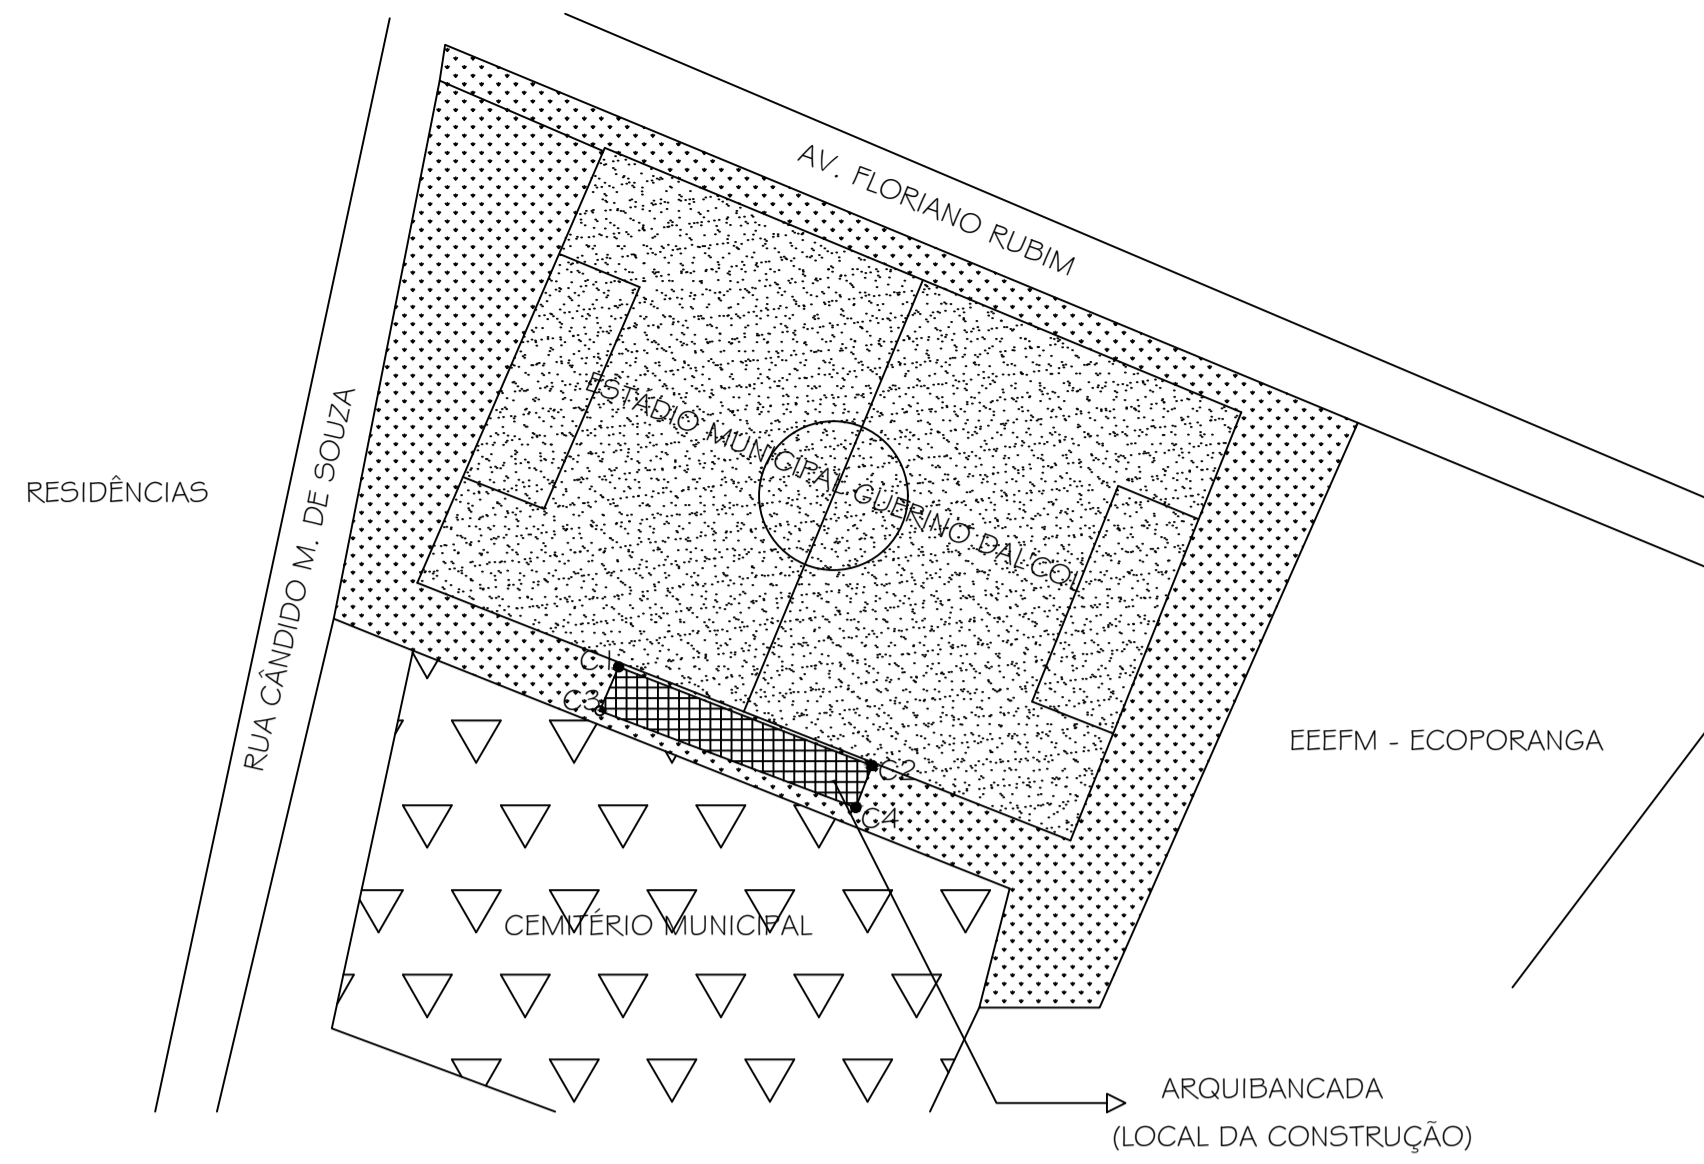 AV. FLORIANO RUBIM
RUA CÂNDIDO M. DE SOUZA
ESTÁDIO MUNICIPAL GUERINO DAL'COL
RESIDÊNCIAS
C1
C3
C2
C4
EEEFM - ECOPORANGA
CEMITÉRIO MUNICIPAL
ARQUIBANCADA
(LOCAL DA CONSTRUÇÃO)